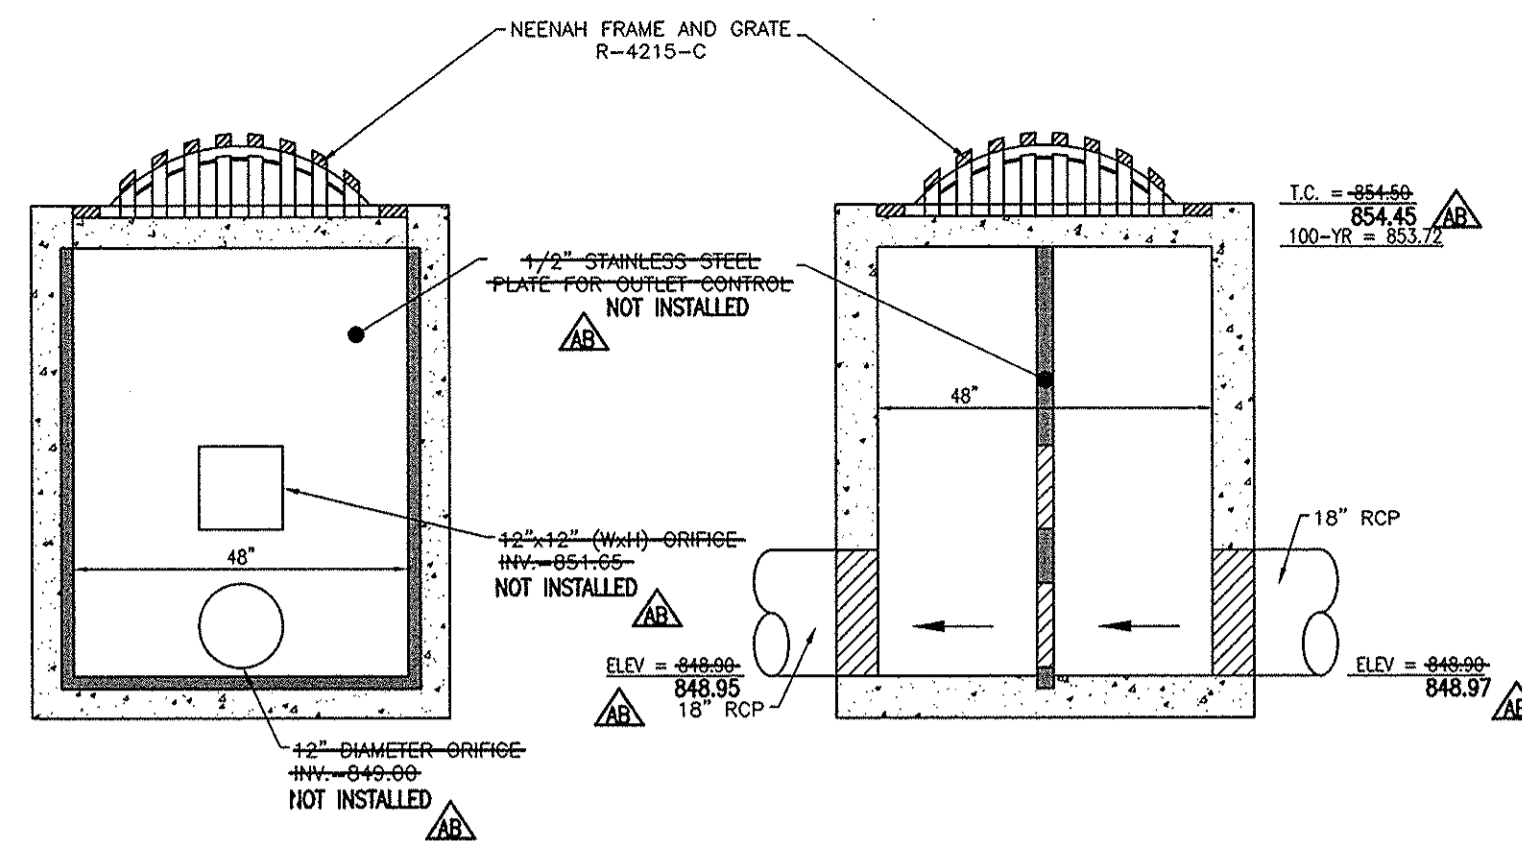 NEENAH FRAME AND GRATE
R-4215-C
T.C. = 854.50
854.45 AB
100-YR = 853.72
1/2" STAINLESS STEEL
PLATE FOR OUTLET CONTROL
NOT INSTALLED
AB
48"
18" RCP
12"x12" (WxH) ORIFICE
INV.=851.65
NOT INSTALLED
AB
48"
ELEV = 848.90
848.95
AB
18" RCP
ELEV = 848.90
848.97
AB
12" DIAMETER ORIFICE
INV.=849.00
NOT INSTALLED
AB